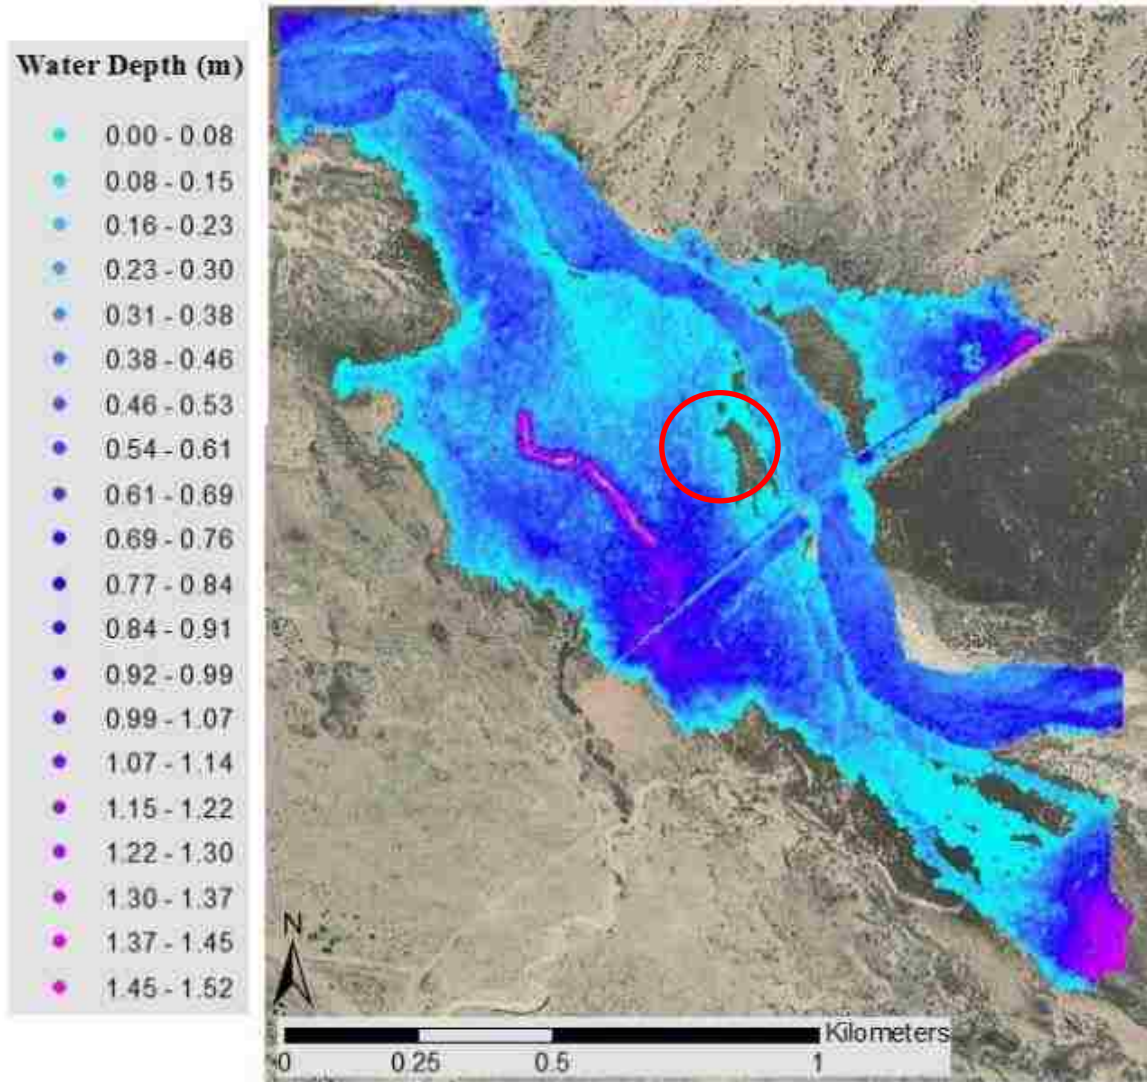 Water Depth (m)
0.00 - 0.08
0.08 - 0.15
0.16 - 0.23
0.23 - 0.30
0.31 - 0.38
0.38 - 0.46
0.46 - 0.53
0.54 - 0.61
0.61 - 0.69
0.69 - 0.76
0.77 - 0.84
0.84 - 0.91
0.92 - 0.99
0.99 - 1.07
1.07 - 1.14
1.15 - 1.22
1.22 - 1.30
1.30 - 1.37
1.37 - 1.45
1.45 - 1.52
N
Kilometers
0 0.25 0.5 1